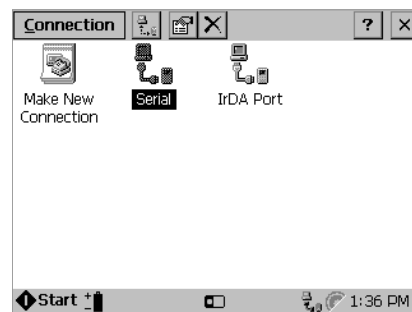 Connection ?
Make New Connection
Serial
IrDA Port
Start 1:36 PM